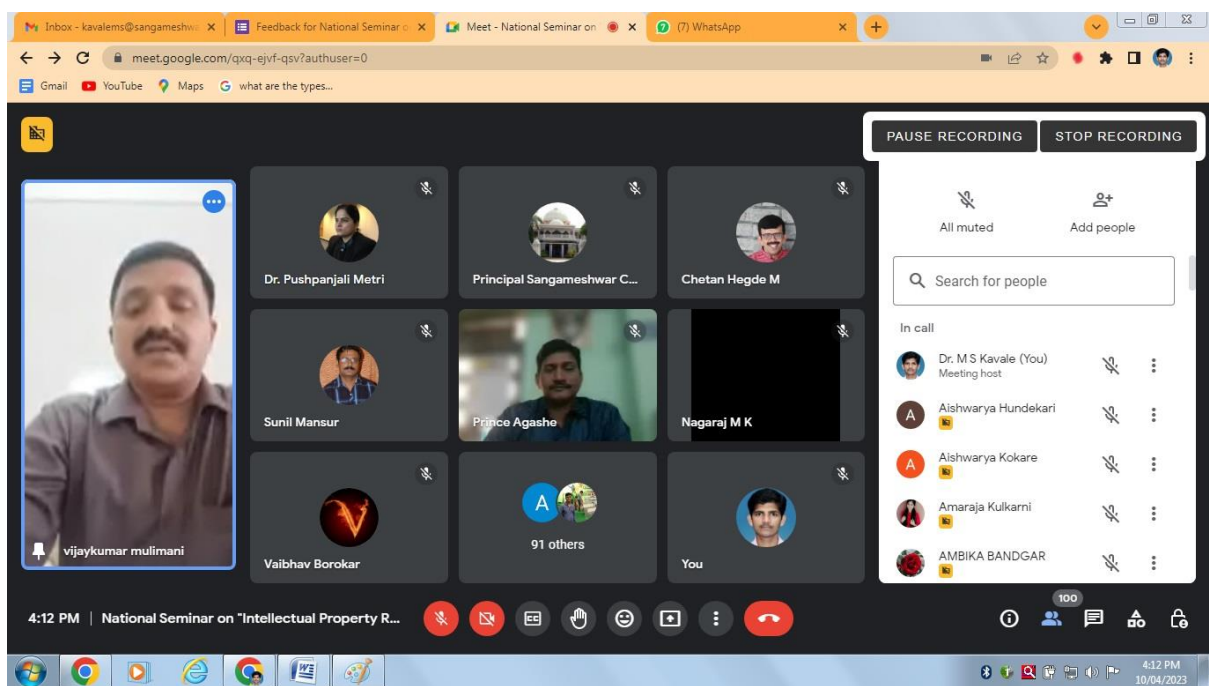 Inbox - kavalems@sangameshw
Feedback for National Seminar o
Meet - National Seminar on
(7) WhatsApp
meet.google.com/qxq-ejvf-qsv?authuser=0
Gmail YouTube Maps what are the types...
PAUSE RECORDING STOP RECORDING
All muted Add people
Search for people
In call
Dr. M S Kavale (You)
Meeting host
A Aishwarya Hundekari
A Aishwarya Kokare
Amaraja Kulkarni
AMBIKA BANDGAR
vijaykumar mulimani
Dr. Pushpanjali Metri
Principal Sangameshwar C...
Chetan Hegde M
Sunil Mansur
Prince Agashe
Nagaraj M K
Vaibhav Borokar
A
91 others
You
4:12 PM | National Seminar on "Intellectual Property R...
CC
100
4:12 PM
10/04/2023